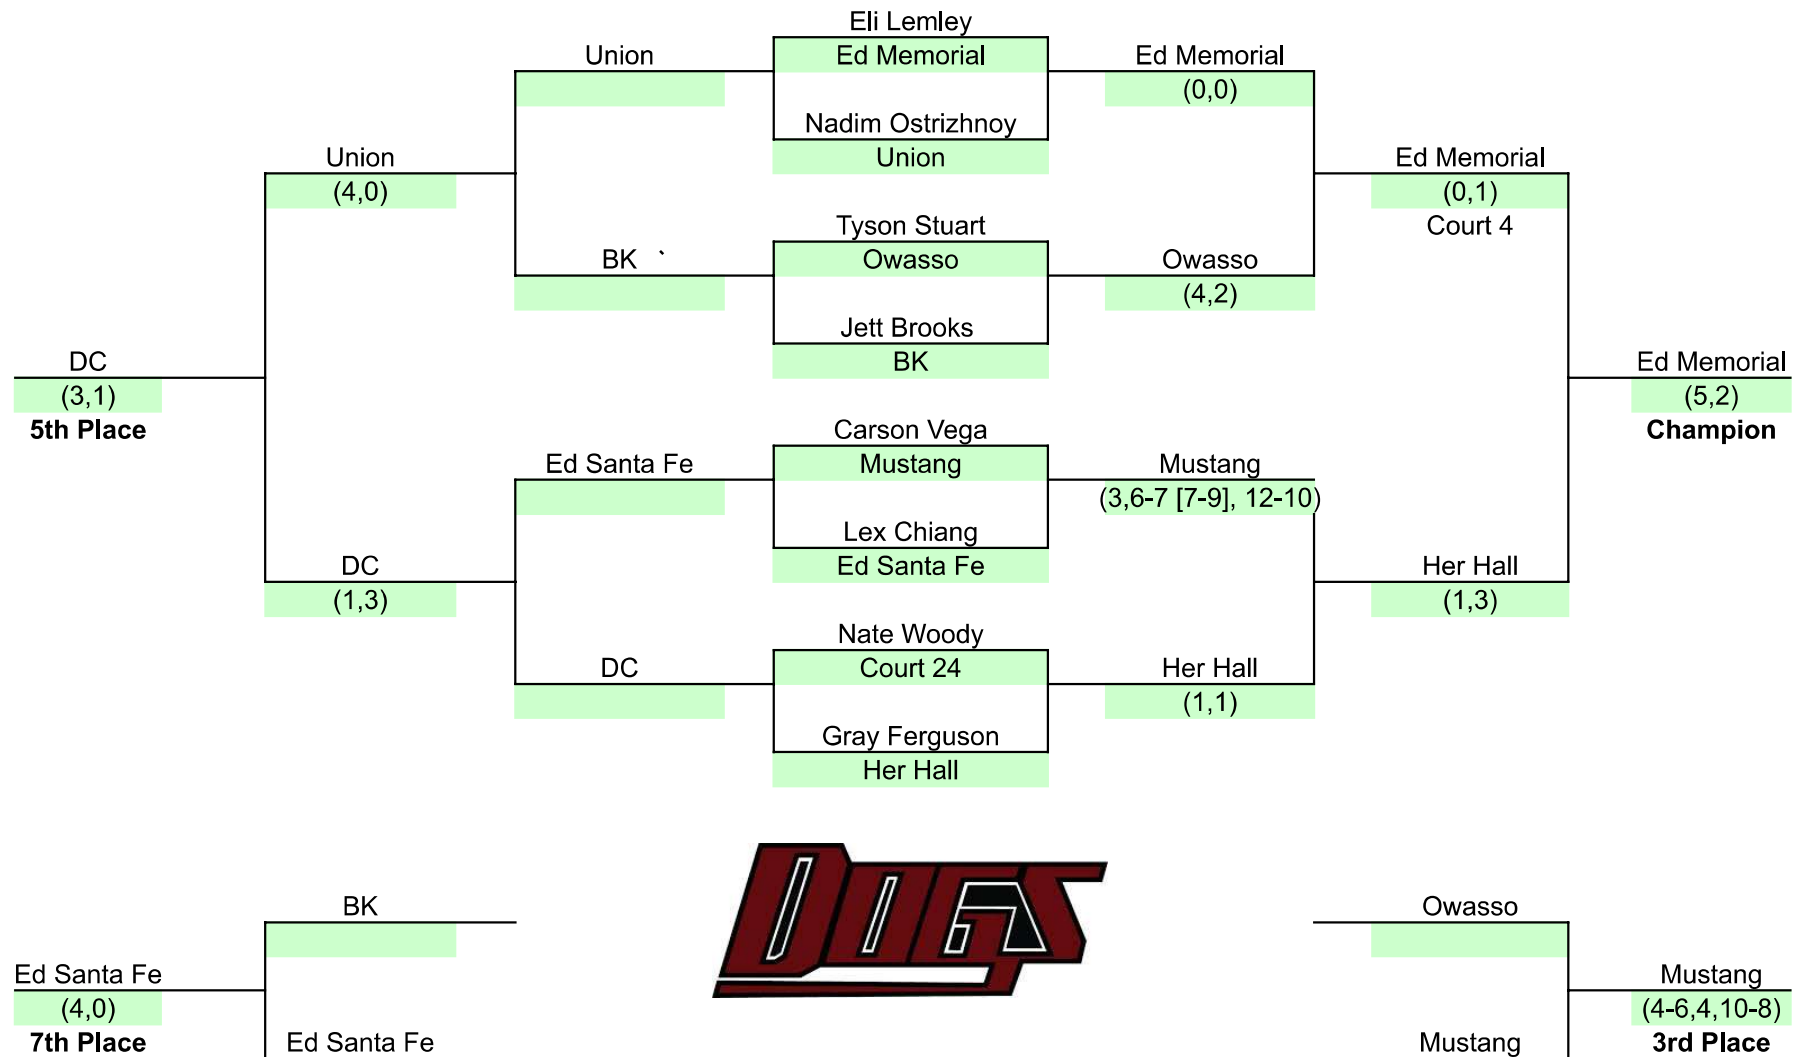 Eli Lemley
Union
Ed Memorial
Ed Memorial
(0,0)
Nadim Ostrizhnoy
Union
Union
Ed Memorial
(4,0)
(0,1)
Tyson Stuart
Court 4
BK `
Owasso
Owasso
(4,2)
Jett Brooks
DC
BK
Ed Memorial
(3,1)
(5,2)
5th Place
Carson Vega
Champion
Ed Santa Fe
Mustang
Mustang
(3,6-7 [7-9], 12-10)
Lex Chiang
DC
Ed Santa Fe
Her Hall
(1,3)
(1,3)
Nate Woody
DC
Court 24
Her Hall
(1,1)
Gray Ferguson
Her Hall
DOGS
BK
Owasso
Ed Santa Fe
Mustang
(4,0)
(4-6,4,10-8)
7th Place
Ed Santa Fe
Mustang
3rd Place